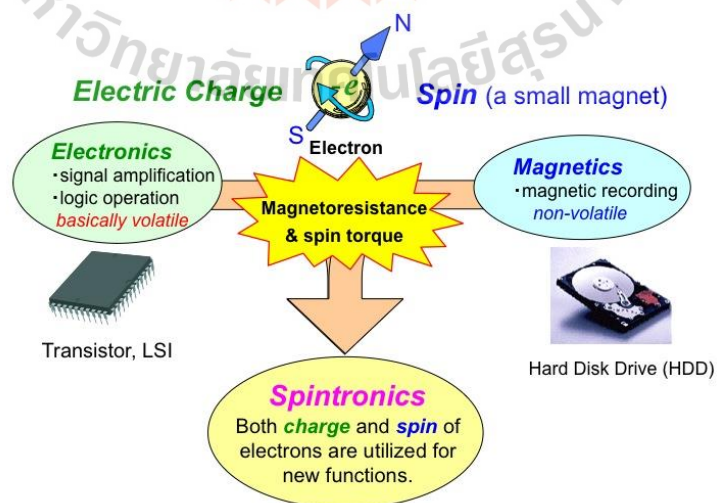 N
Electric Charge
-e
Spin (a small magnet)
S
Electron
Electronics
・signal amplification
・logic operation
basically volatile
Magnetoresistance
& spin torque
Magnetics
・magnetic recording
non-volatile
Transistor, LSI
Hard Disk Drive (HDD)
Spintronics
Both charge and spin of
electrons are utilized for
new functions.